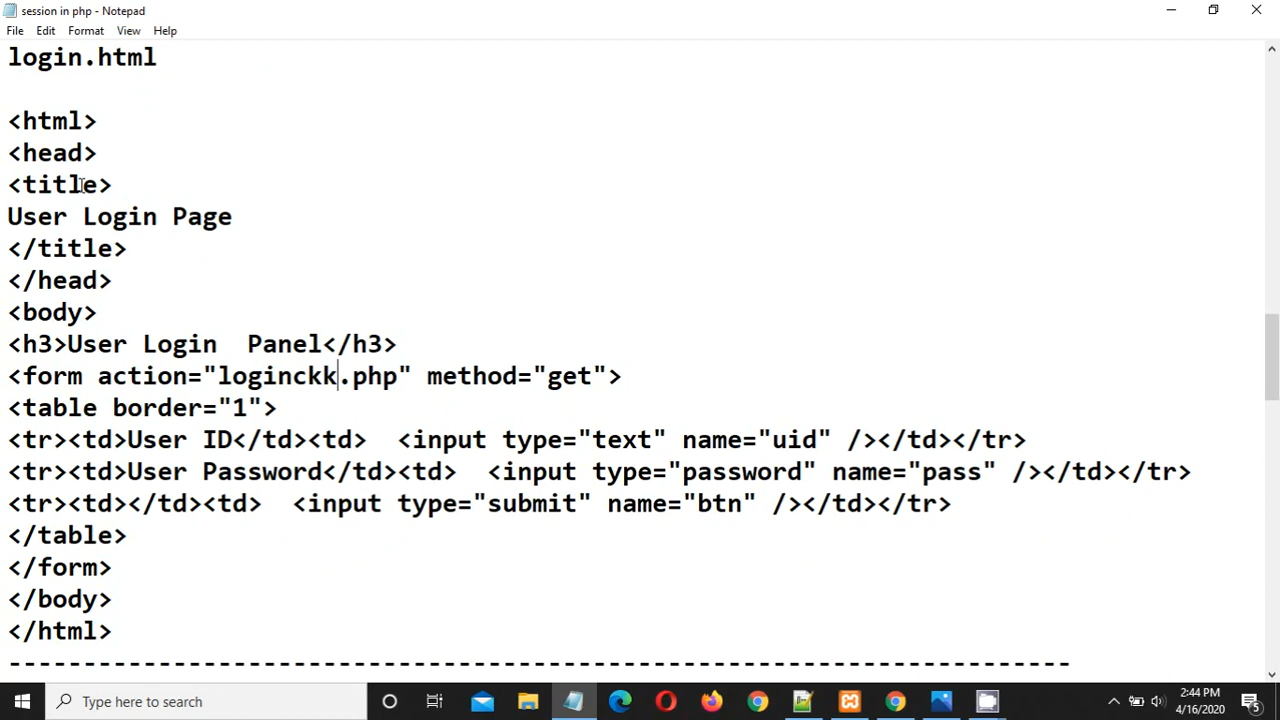 session in php - Notepad
File Edit Format View Help
login.html
<html>
<head>
<title>
User Login Page
</title>
</head>
<body>
<h3>User Login  Panel</h3>
<form action="loginckk.php" method="get">
<table border="1">
<tr><td>User ID</td><td>  <input type="text" name="uid" /></td></tr>
<tr><td>User Password</td><td>  <input type="password" name="pass" /></td></tr>
<tr><td></td><td>  <input type="submit" name="btn" /></td></tr>
</table>
</form>
</body>
</html>
-----------------------------------------------------------------------
Type here to search
2:44 PM
4/16/2020
5